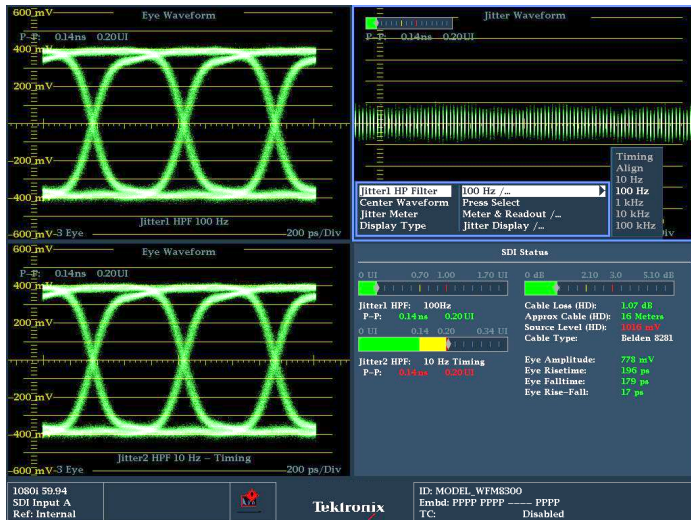 Eye Waveform
600 mV
P-P: 0.14ns 0.20UI
400 mV
200 mV
-200 mV
-400 mV
Jitter1 HPF 100 Hz
-600 mV -3 Eye
200 ps/Div
Jitter Waveform
P-P: 0.14ns 0.20UI
Timing
Align
10 Hz
100 Hz
1 kHz
10 kHz
100 kHz
Jitter1 HP Filter 100 Hz /...
Center Waveform Press Select
Jitter Meter Meter & Readout /...
Display Type Jitter Display /...
Eye Waveform
600 mV
P-P: 0.14ns 0.20UI
400 mV
200 mV
-200 mV
-400 mV
Jitter2 HPF 10 Hz - Timing
-600 mV -3 Eye
200 ps/Div
SDI Status
0 UI 0.70 1.00 1.70 UI
Jitter1 HPF: 100Hz
P-P: 0.14ns 0.20UI
0 UI 0.14 0.20 0.34 UI
Jitter2 HPF: 10 Hz Timing
P-P: 0.14ns 0.20UI
0 dB 2.10 3.0 5.10 dB
Cable Loss (HD): 1.07 dB
Approx Cable (HD): 16 Meters
Source Level (HD): 1010 mV
Cable Type: Belden 8281
Eye Amplitude: 778 mV
Eye Risetime: 196 ps
Eye Falltime: 179 ps
Eye Rise-Fall: 17 ps
1080i 59.94
SDI Input A
Ref: Internal
Tektronix
ID: MODEL_WFM8300
Embd: PPPP PPPP ---- PPPP
TC: Disabled